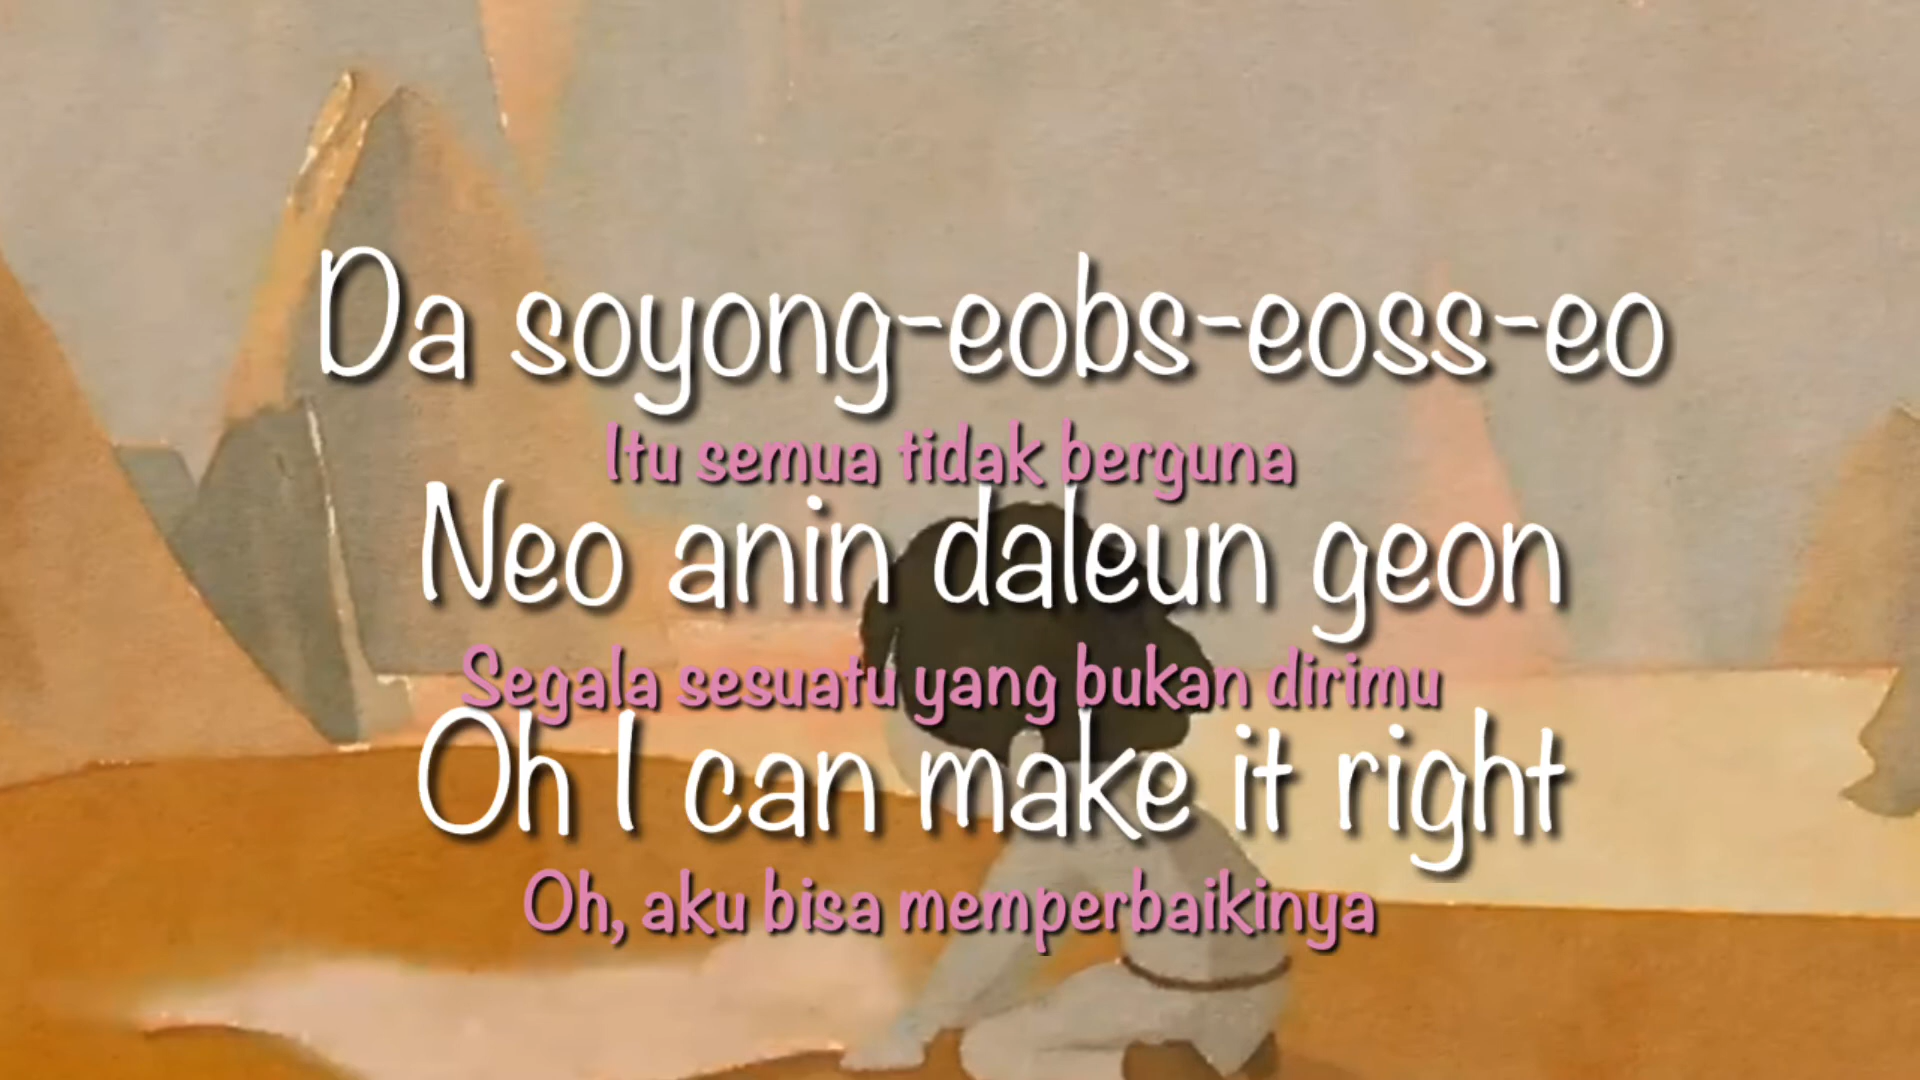 Da soyong-eobs-eoss-eo
Itu semua tidak berguna
Neo anin daleun geon
Segala sesuatu yang bukan dirimu
Oh I can make it right
Oh, aku bisa memperbaikinya